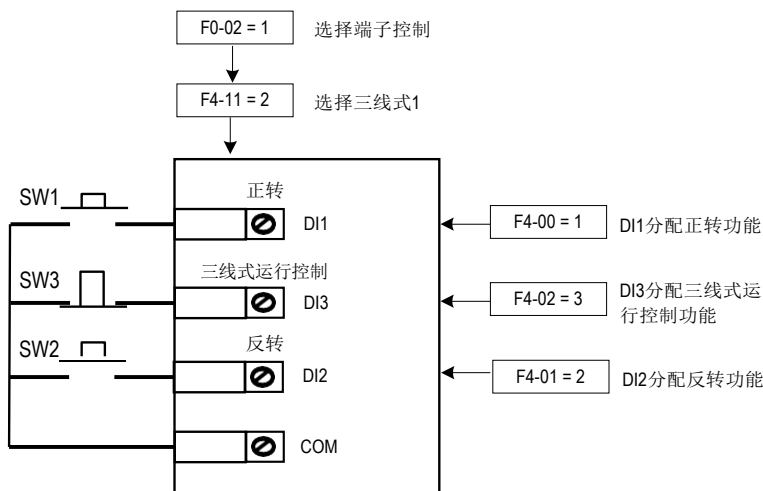 F0-02 = 1 选择端子控制
F4-11 = 2 选择三线式1
SW1 正转
DI1 F4-00 = 1 DI1分配正转功能
三线式运行控制
SW3 DI3 F4-02 = 3 DI3分配三线式运
行控制功能
SW2 反转
DI2 F4-01 = 2 DI2分配反转功能
COM